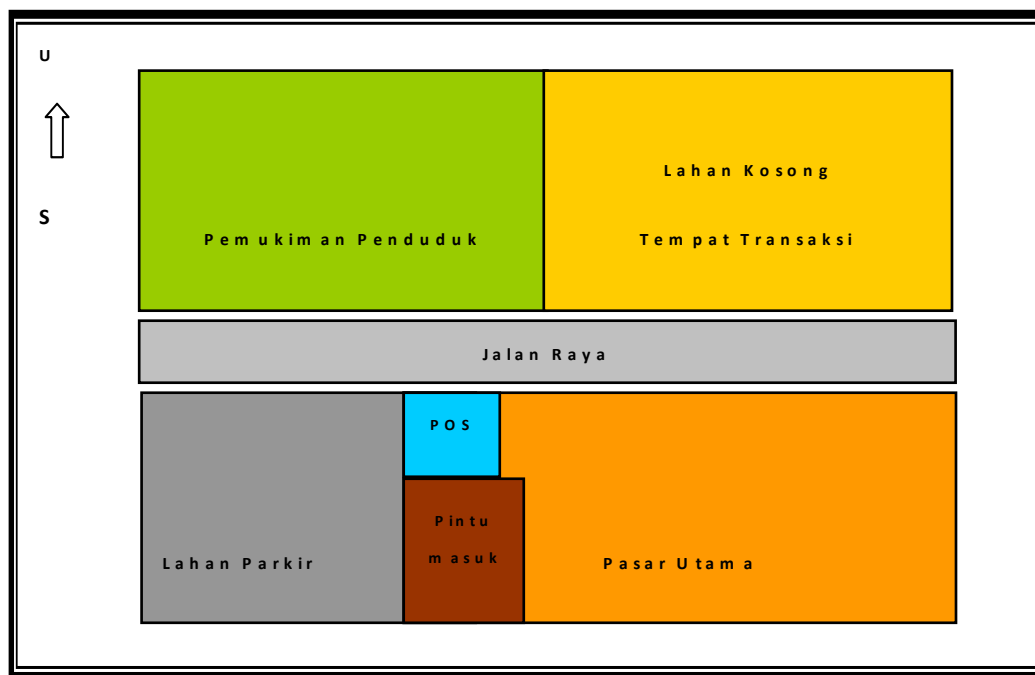 U
S
Lahan Kosong
Pemukiman Penduduk
Tempat Transaksi
Jalan Raya
POS
Pintu
masuk
Lahan Parkir
Pasar Utama